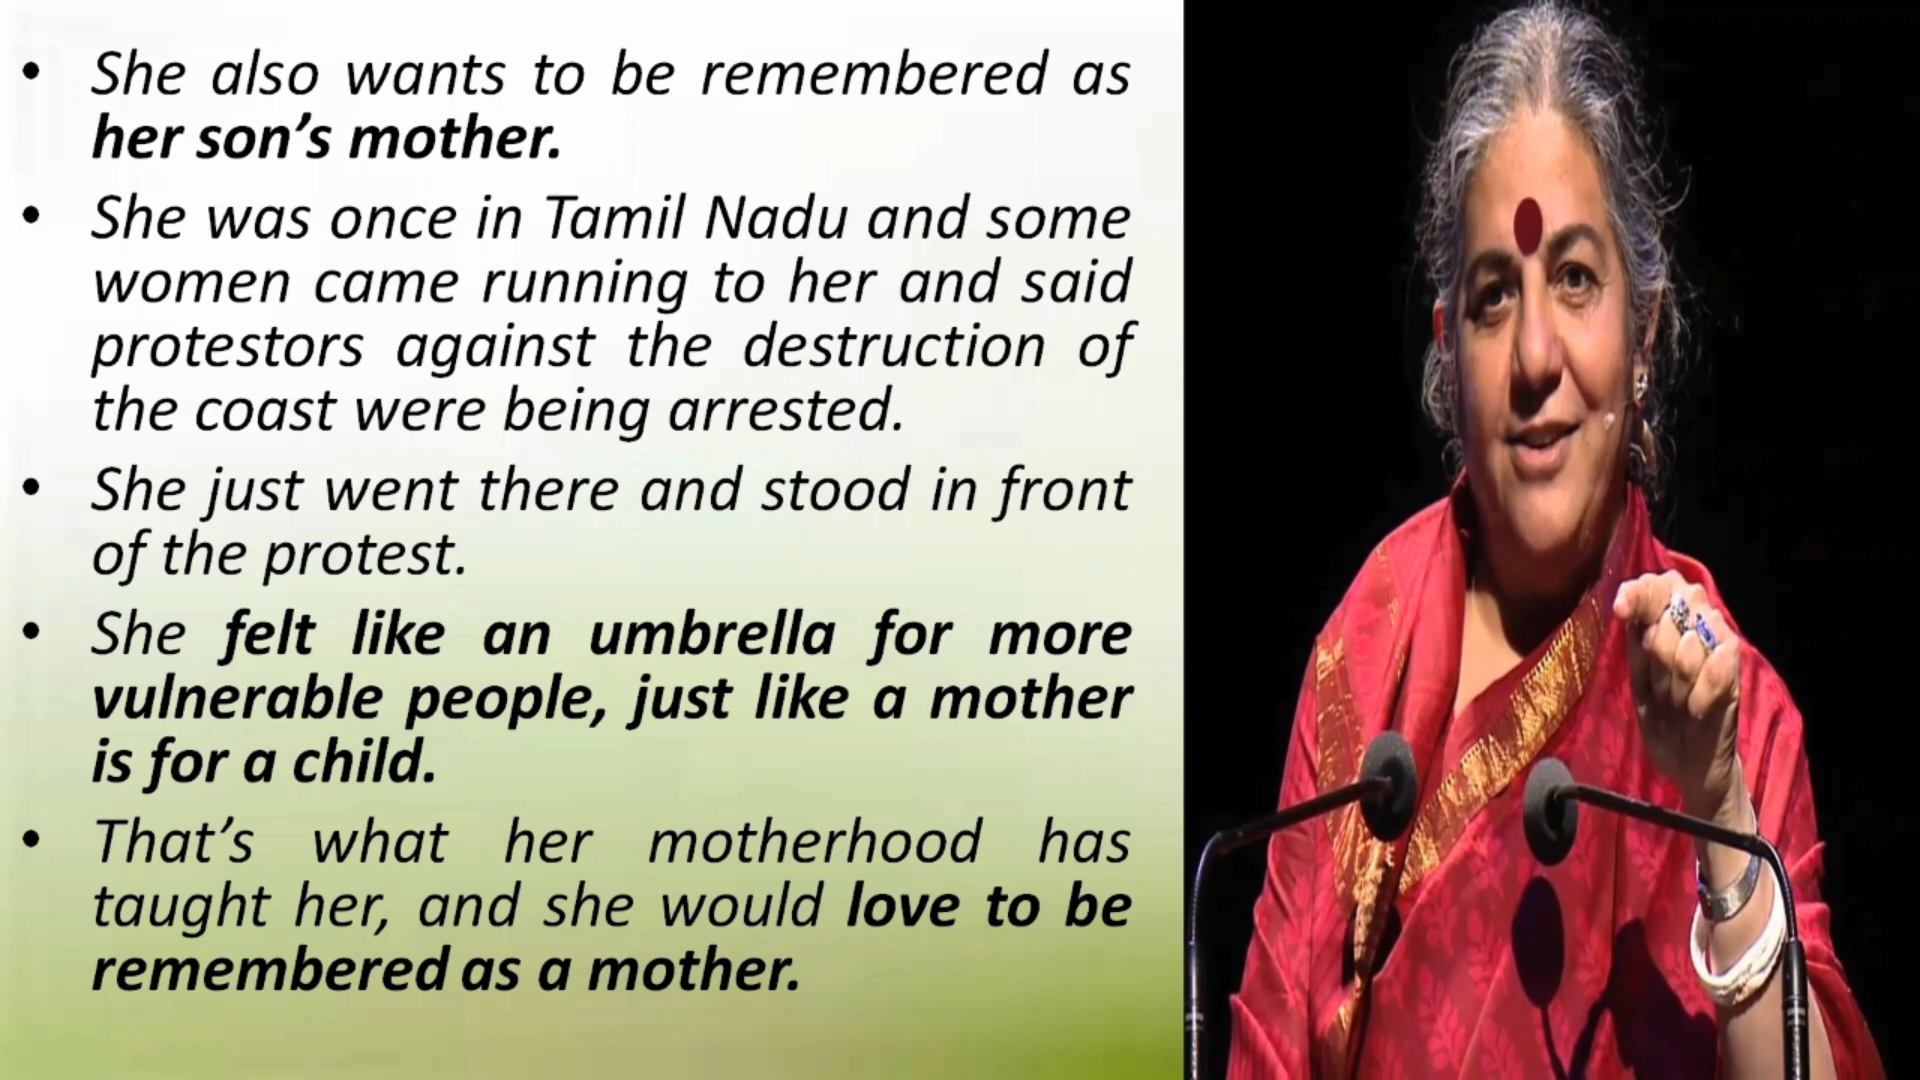 • She also wants to be remembered as
her son’s mother.
• She was once in Tamil Nadu and some
women came running to her and said
protestors against the destruction of
the coast were being arrested.
• She just went there and stood in front
of the protest.
• She felt like an umbrella for more
vulnerable people, just like a mother
is for a child.
• That’s what her motherhood has
taught her, and she would love to be
remembered as a mother.